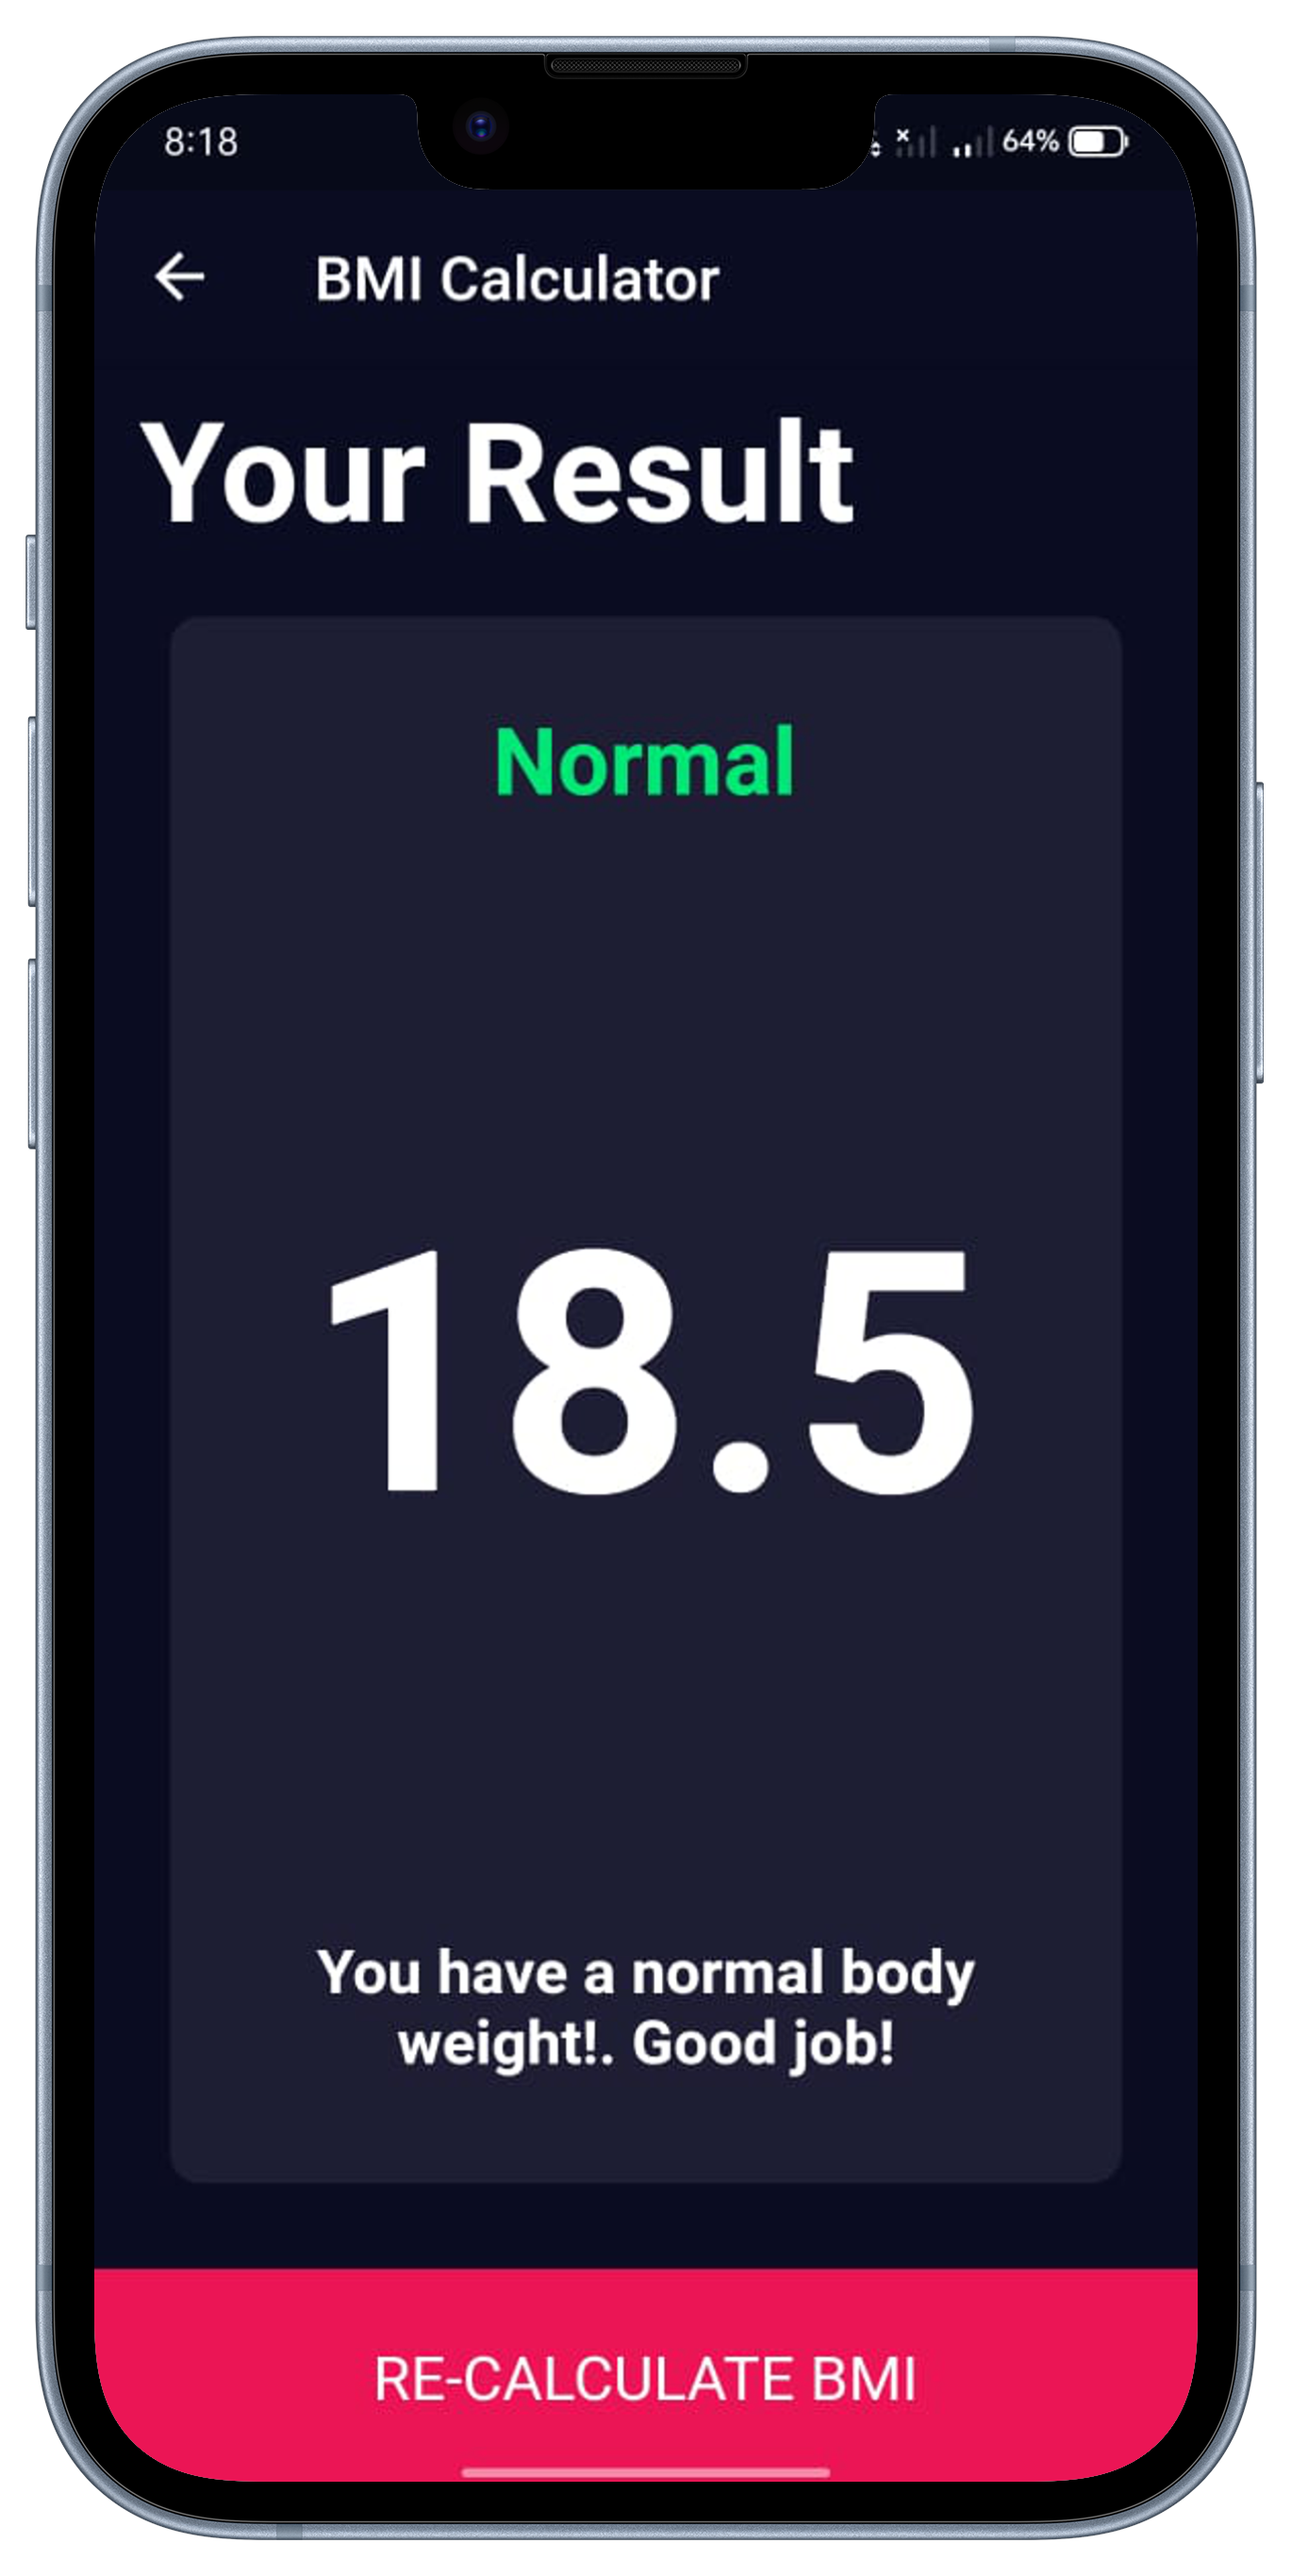 8:18
64%
BMI Calculator
Your Result
Normal
18.5
You have a normal body
weight!. Good job!
RE-CALCULATE BMI